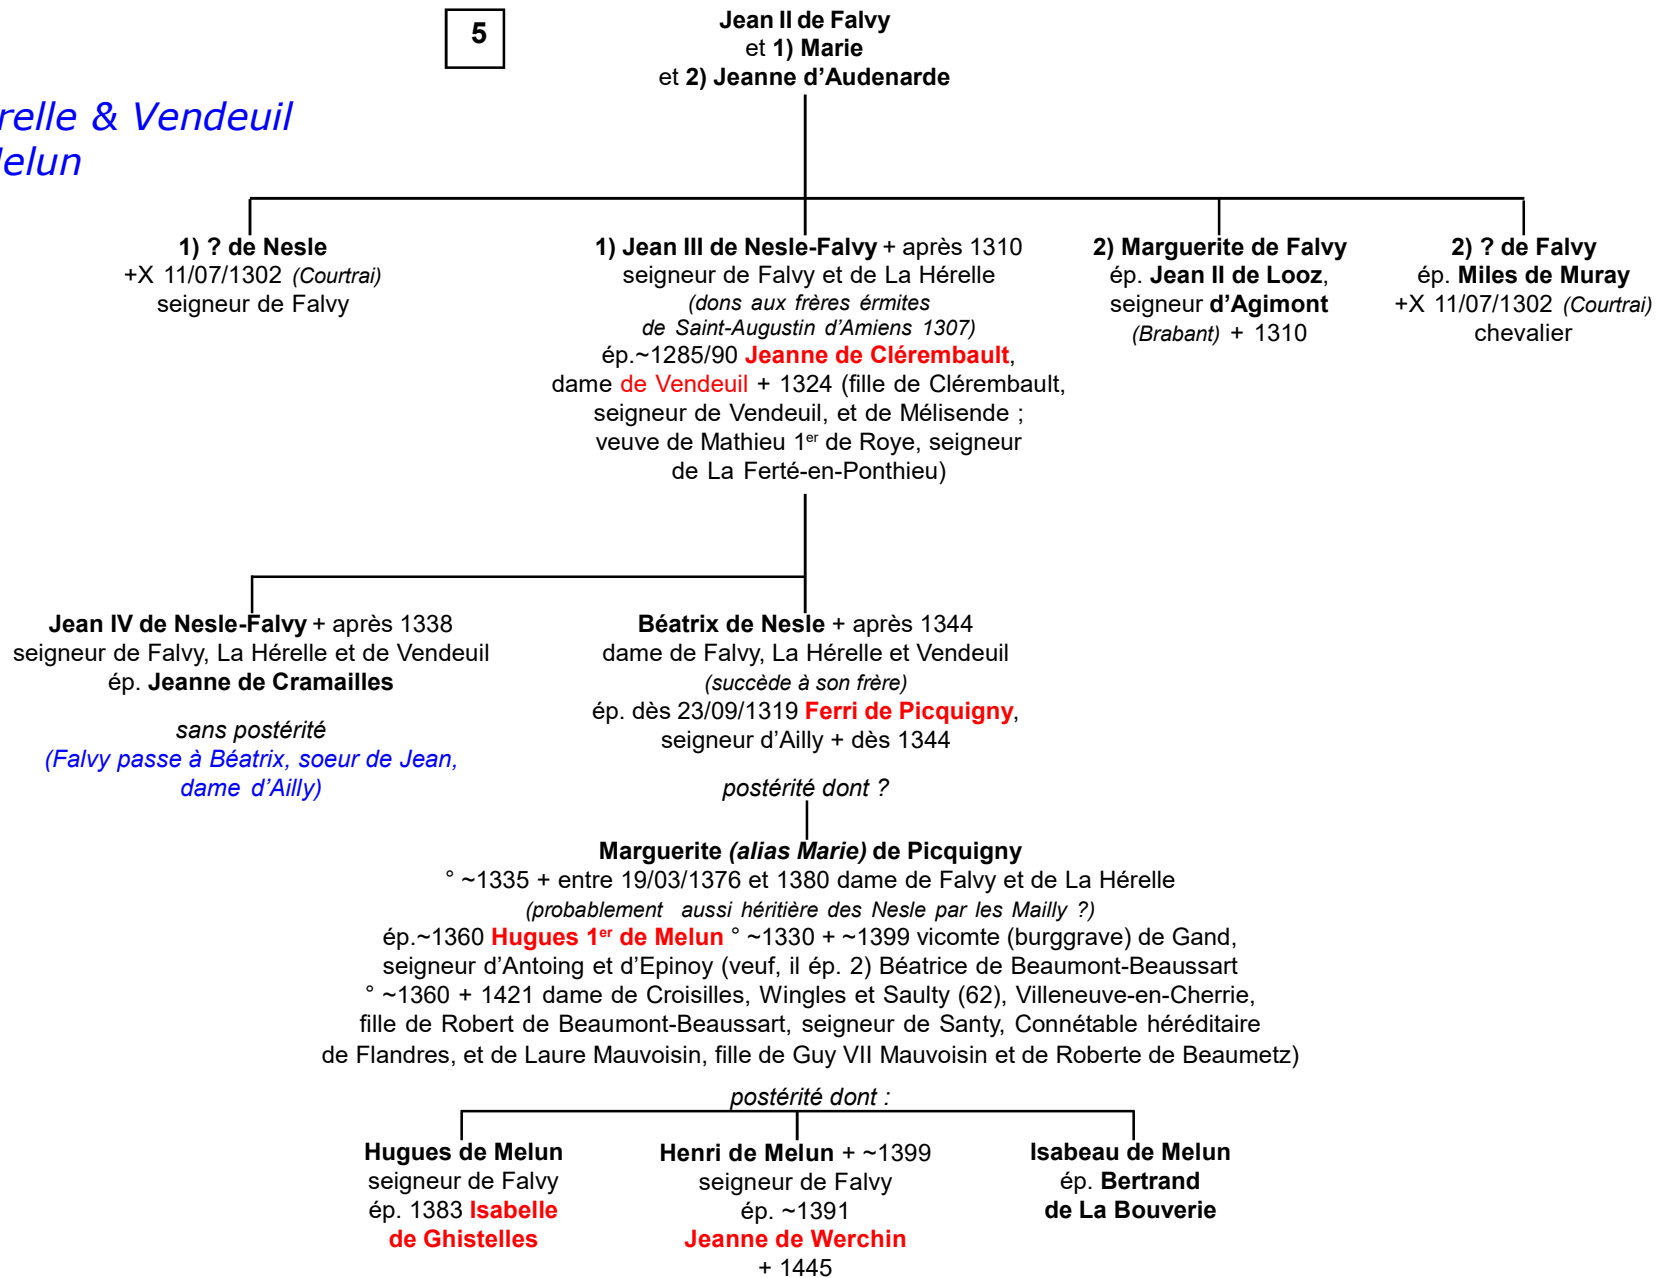 5
Jean II de Falvy
et 1) Marie
et 2) Jeanne d'Audenarde
relle & Vendeuil
elun
1) ? de Nesle
+X 11/07/1302 (Courtrai)
seigneur de Falvy
1) Jean III de Nesle-Falvy + après 1310
seigneur de Falvy et de La Hérelle
(dons aux frères érmites
de Saint-Augustin d'Amiens 1307)
ép.~1285/90 Jeanne de Clérembault,
dame de Vendeuil + 1324 (fille de Clérembault,
seigneur de Vendeuil, et de Mélisende ;
veuve de Mathieu 1er de Roye, seigneur
de La Ferté-en-Ponthieu)
2) Marguerite de Falvy
ép. Jean II de Looz,
seigneur d'Agimont
(Brabant) + 1310
2) ? de Falvy
ép. Miles de Muray
+X 11/07/1302 (Courtrai)
chevalier
Jean IV de Nesle-Falvy + après 1338
seigneur de Falvy, La Hérelle et de Vendeuil
ép. Jeanne de Cramailles
sans postérité
(Falvy passe à Béatrix, soeur de Jean,
dame d'Ailly)
Béatrix de Nesle + après 1344
dame de Falvy, La Hérelle et Vendeuil
(succède à son frère)
ép. dès 23/09/1319 Ferri de Picquigny,
seigneur d'Ailly + dès 1344
postérité dont ?
Marguerite (alias Marie) de Picquigny
° ~1335 + entre 19/03/1376 et 1380 dame de Falvy et de La Hérelle
(probablement aussi héritière des Nesle par les Mailly ?)
ép.~1360 Hugues 1er de Melun ° ~1330 + ~1399 vicomte (burggrave) de Gand,
seigneur d'Antoing et d'Epinoy (veuf, il ép. 2) Béatrice de Beaumont-Beaussart
° ~1360 + 1421 dame de Croisilles, Wingles et Saulty (62), Villeneuve-en-Cherrie,
fille de Robert de Beaumont-Beaussart, seigneur de Santy, Connétable héréditaire
de Flandres, et de Laure Mauvoisin, fille de Guy VII Mauvoisin et de Roberte de Beaumetz)
postérité dont :
Hugues de Melun
seigneur de Falvy
ép. 1383 Isabelle
de Ghistelles
Henri de Melun + ~1399
seigneur de Falvy
ép. ~1391
Jeanne de Werchin
+ 1445
Isabeau de Melun
ép. Bertrand
de La Bouverie